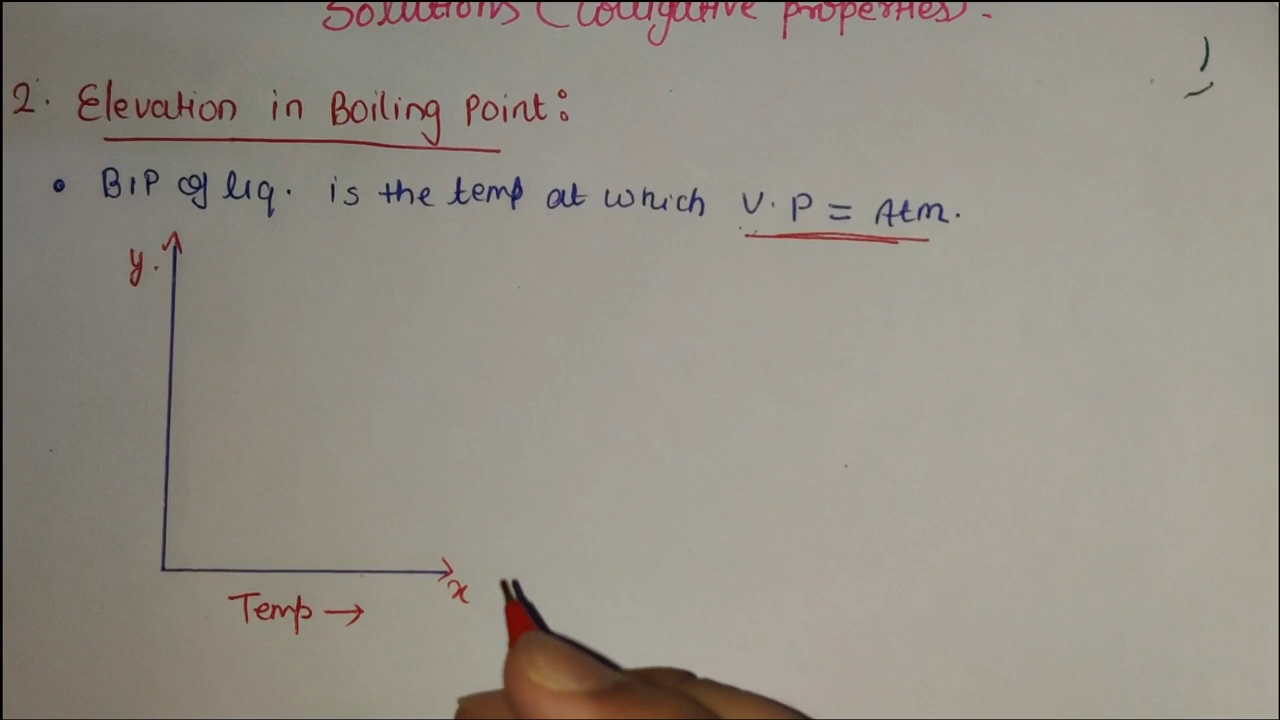 Solutions (Colligative properties).
2. Elevation in Boiling Point:
• B.P of liq. is the temp at which V.P = Atm.
y.
x
Temp →